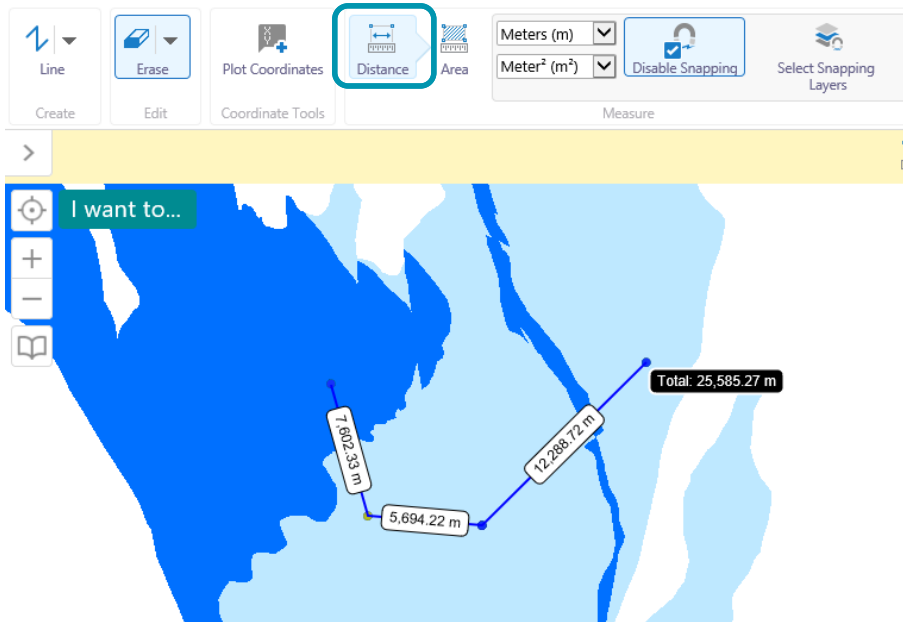 Line
Create
Erase
Edit
Plot Coordinates
Coordinate Tools
Distance
Area
Meters (m)
Meter² (m²)
Disable Snapping
Select Snapping
Layers
Measure
I want to...
Total: 25,585.27 m
7,602.33 m
5,694.22 m
12,288.72 m